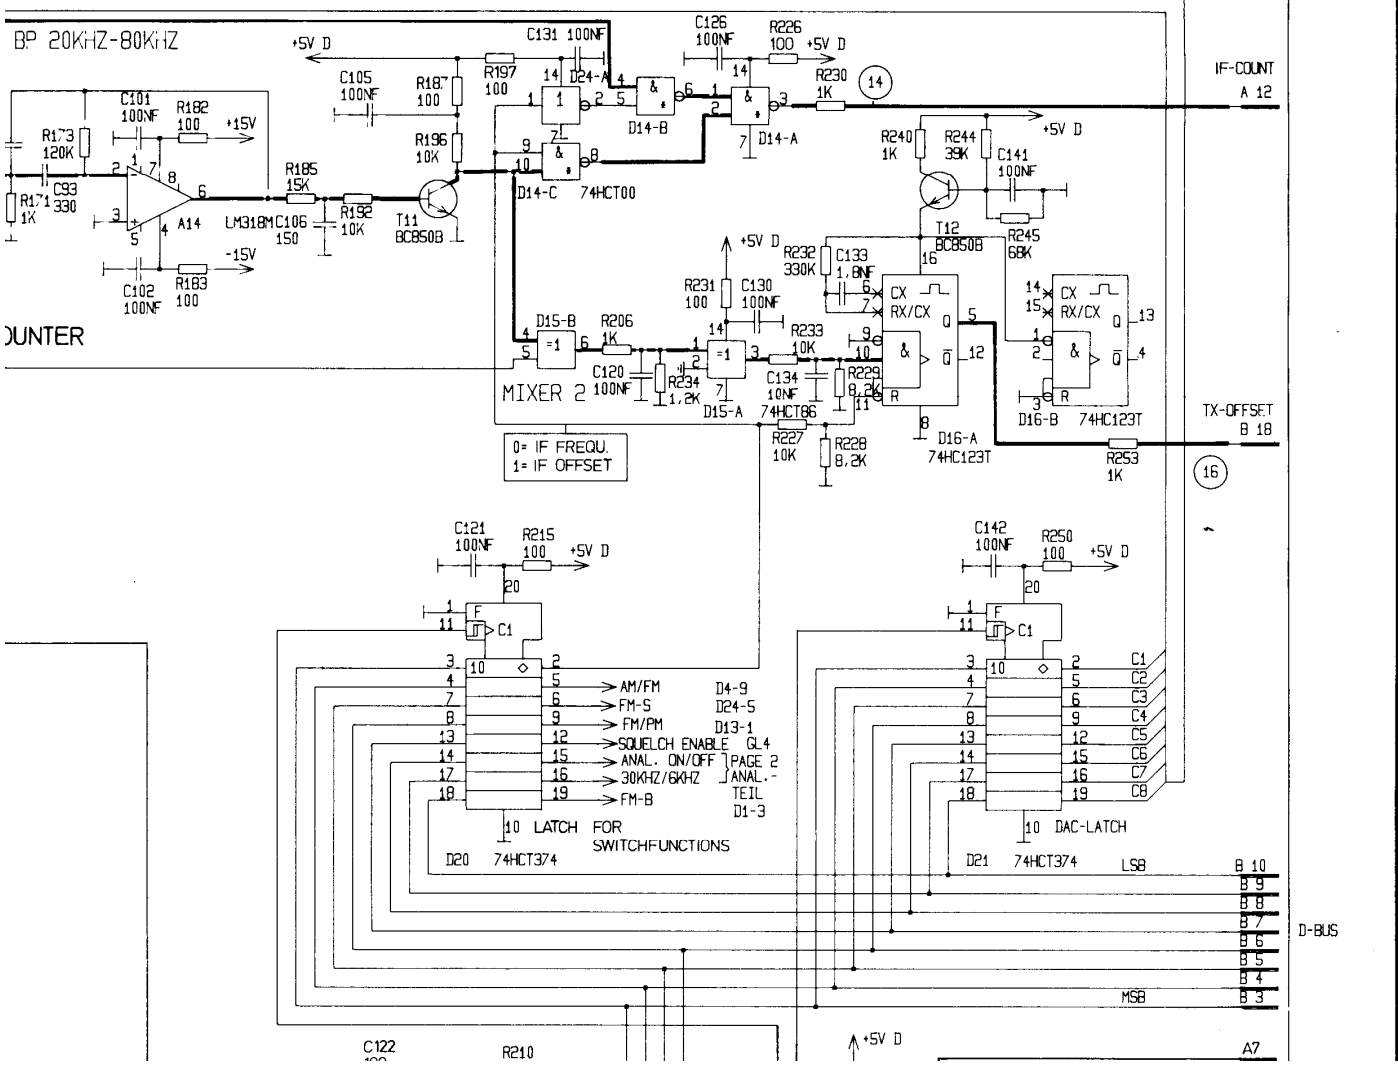 BP 20KHZ-80KHZ
+5V D
C131 100NF
C126
100NF
R226
100
+5V D
IF-COUNT
A 12
C105
100NF
R187
100
R197
100
14
D24-A
1
1
2
7
4
5
&
*
6
D14-B
14
1
2
&
*
3
7
D14-A
R230
1K
14
C101
100NF
R182
100
+15V
R173
120K
R196
10K
9
10
&
*
8
D14-C
74HCT00
R240
1K
R244
39K
+5V D
C141
100NF
C93
330
R171
1K
2
1
7
8
6
3
5
4
A14
LM318M
R185
15K
C106
150
R192
10K
T11
BC850B
T12
BC850B
R245
68K
-15V
C102
100NF
R183
100
+5V D
R231
100
C130
100NF
R232
330K
C133
1,8NF
16
6
7
CX
RX/CX
Q
5
9
10
&
Q
12
R
11
8
D16-A
74HC123T
14
15
CX
RX/CX
Q
13
1
2
&
Q
4
R
3
D16-B
74HC123T
OUNTER
D15-B
4
5
=1
6
MIXER 2
R206
1K
C120
100NF
R234
1,2K
14
1
2
=1
3
7
D15-A
74HCT86
R233
10K
C134
10NF
R229
8,2K
R227
10K
R228
8,2K
0= IF FREQU.
1= IF OFFSET
TX-OFFSET
B 18
R253
1K
16
C121
100NF
R215
100
+5V D
20
1
F
11
C1
3
10
2
4
5
AM/FM
D4-9
7
6
FM-S
D24-5
8
9
FM/PM
D13-1
13
12
SQUELCH ENABLE GL4
14
15
ANAL. ON/OFF
PAGE 2
17
16
30KHZ/6KHZ
ANAL.-
TEIL
18
19
FM-B
D1-3
10
LATCH FOR
SWITCHFUNCTIONS
D20
74HCT374
C142
100NF
R250
100
+5V D
20
1
F
11
C1
3
10
2
C1
4
5
C2
7
6
C3
8
9
C4
13
12
C5
14
15
C6
17
16
C7
18
19
C8
10
DAC-LATCH
D21
74HCT374
LSB
B 10
B 9
B 8
B 7
D-BUS
B 6
B 5
B 4
MSB
B 3
+5V D
C122
R210
A7